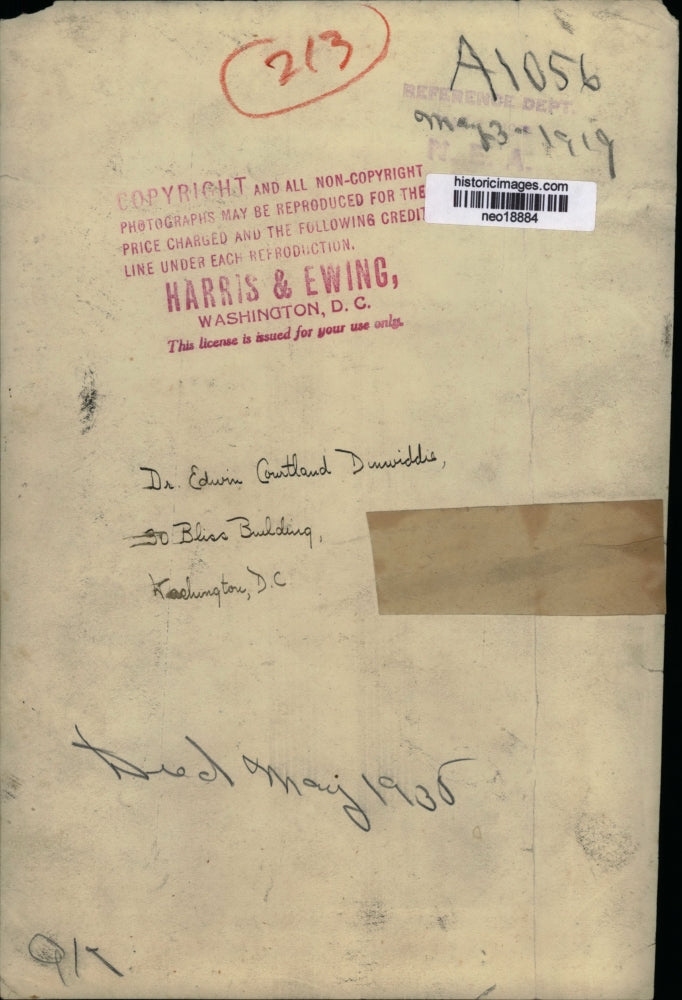 213
A1056
REFERENCE DEPT.
May 3 1919
N. E. A.
historicimages.com
neo18884
COPYRIGHT AND ALL NON-COPYRIGHT
PHOTOGRAPHS MAY BE REPRODUCED FOR THE
PRICE CHARGED AND THE FOLLOWING CREDIT
LINE UNDER EACH REPRODUCTION.
HARRIS & EWING,
WASHINGTON, D. C.
This license is issued for your use only.
Dr. Edwin Courtland Dinwiddie,
30 Bliss Building,
Washington, D.C.
Died May 1935